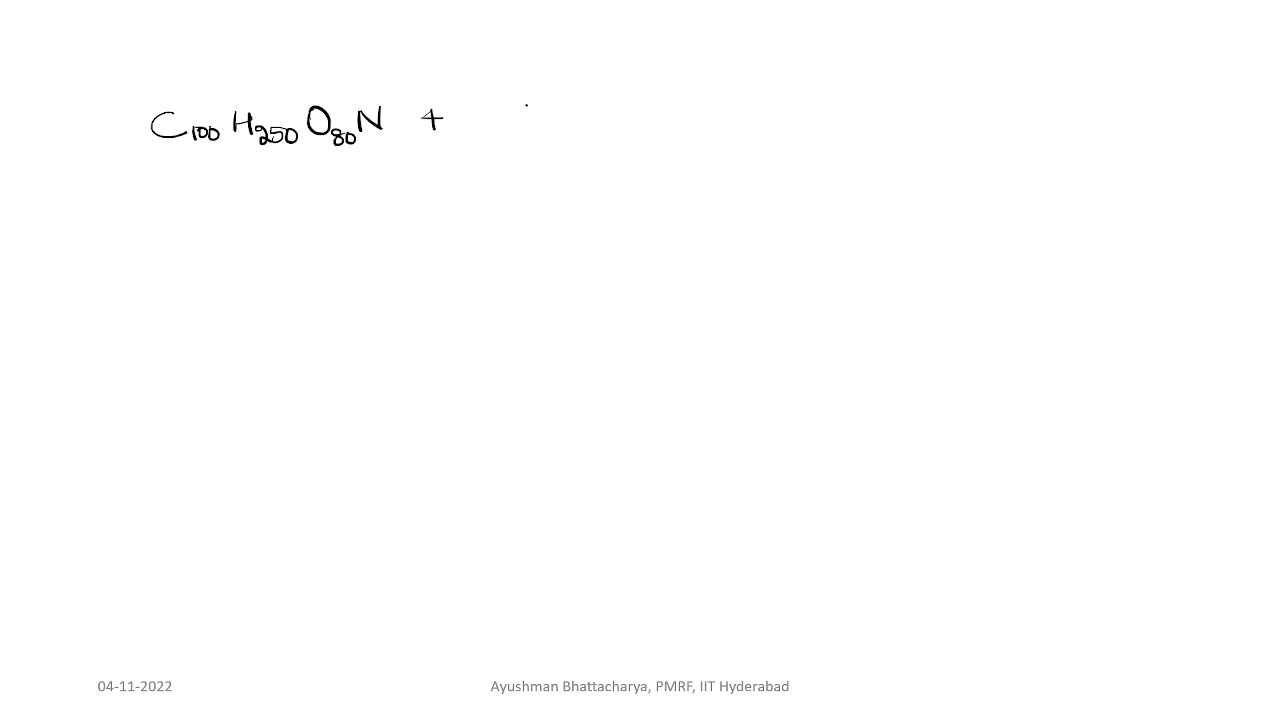 C₁₀₀ H₂₅₀ O₈₀ N +
04-11-2022
Ayushman Bhattacharya, PMRF, IIT Hyderabad